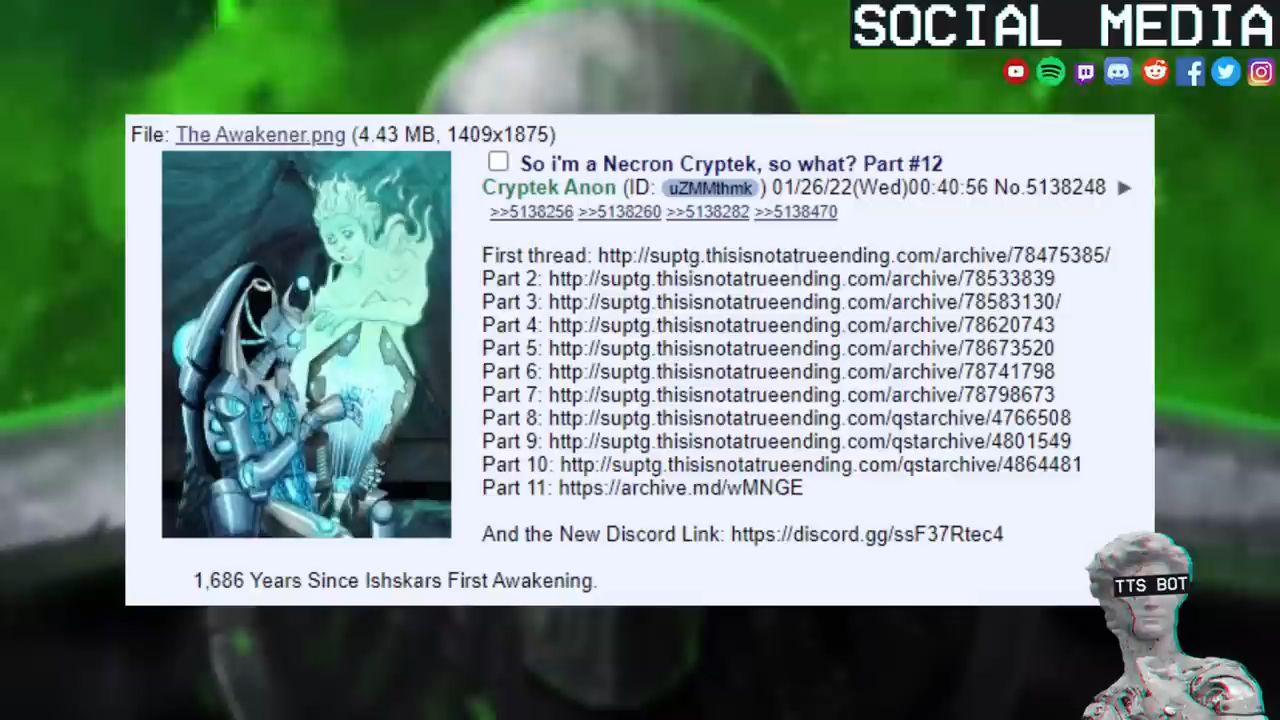 SOCIAL MEDIA
File: The Awakener.png (4.43 MB, 1409x1875)
So i'm a Necron Cryptek, so what? Part #12
Cryptek Anon (ID: uZMMthmk ) 01/26/22(Wed)00:40:56 No.5138248 ▶
>>5138256 >>5138260 >>5138282 >>5138470
First thread: http://suptg.thisisnotatrueending.com/archive/78475385/
Part 2: http://suptg.thisisnotatrueending.com/archive/78533839
Part 3: http://suptg.thisisnotatrueending.com/archive/78583130/
Part 4: http://suptg.thisisnotatrueending.com/archive/78620743
Part 5: http://suptg.thisisnotatrueending.com/archive/78673520
Part 6: http://suptg.thisisnotatrueending.com/archive/78741798
Part 7: http://suptg.thisisnotatrueending.com/archive/78798673
Part 8: http://suptg.thisisnotatrueending.com/qstarchive/4766508
Part 9: http://suptg.thisisnotatrueending.com/qstarchive/4801549
Part 10: http://suptg.thisisnotatrueending.com/qstarchive/4864481
Part 11: https://archive.md/wMNGE
And the New Discord Link: https://discord.gg/ssF37Rtec4
1,686 Years Since Ishskars First Awakening.
TTS BOT